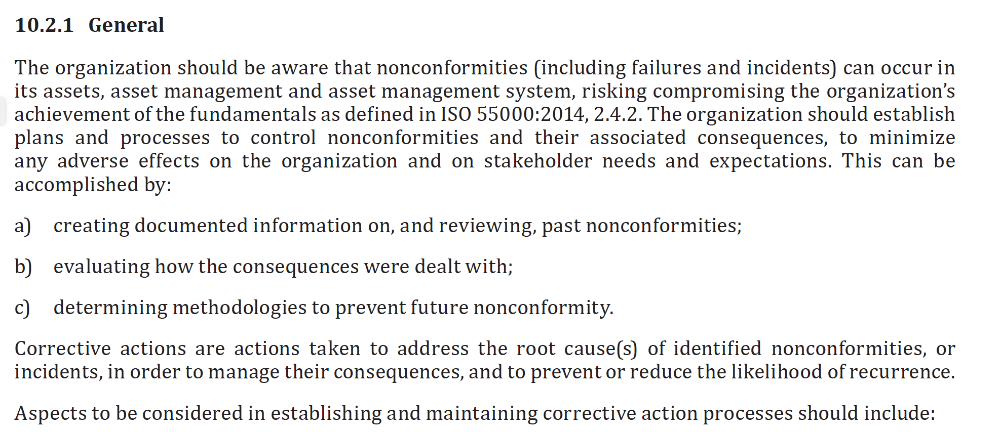 10.2.1 General
The organization should be aware that nonconformities (including failures and incidents) can occur in
its assets, asset management and asset management system, risking compromising the organization’s
achievement of the fundamentals as defined in ISO 55000:2014, 2.4.2. The organization should establish
plans and processes to control nonconformities and their associated consequences, to minimize
any adverse effects on the organization and on stakeholder needs and expectations. This can be
accomplished by:
a) creating documented information on, and reviewing, past nonconformities;
b) evaluating how the consequences were dealt with;
c) determining methodologies to prevent future nonconformity.
Corrective actions are actions taken to address the root cause(s) of identified nonconformities, or
incidents, in order to manage their consequences, and to prevent or reduce the likelihood of recurrence.
Aspects to be considered in establishing and maintaining corrective action processes should include: